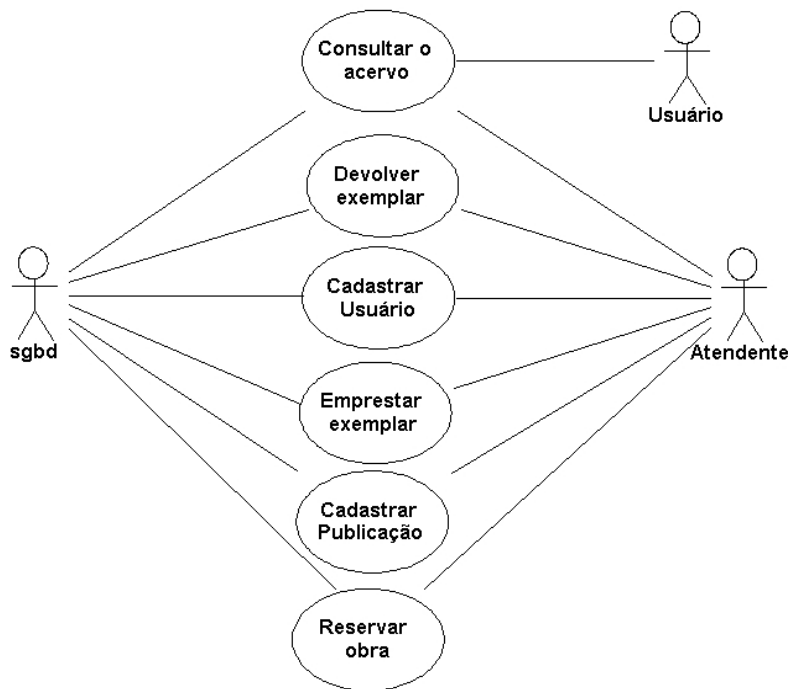 Consultar o
acervo
Usuário
Devolver
exemplar
Cadastrar
Usuário
sgbd
Atendente
Emprestar
exemplar
Cadastrar
Publicação
Reservar
obra